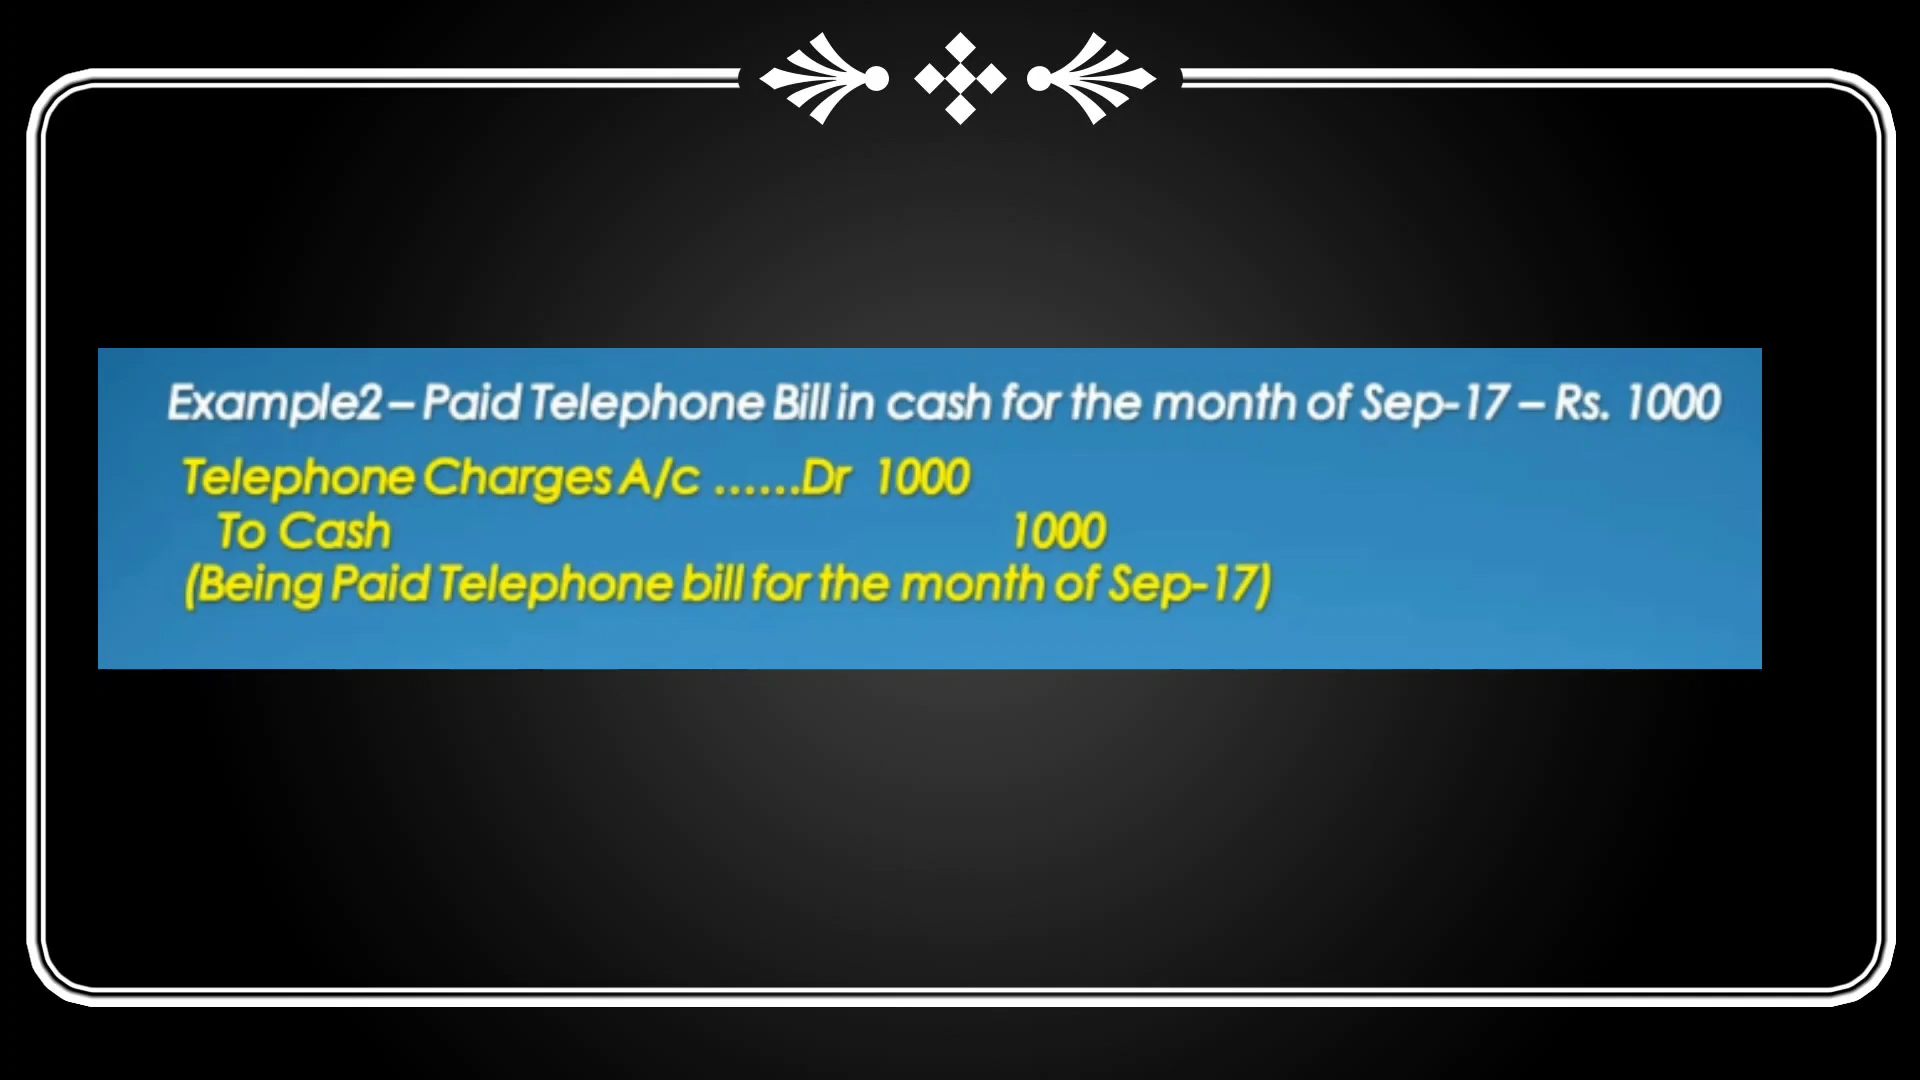 Example2 – Paid Telephone Bill in cash for the month of Sep-17 – Rs. 1000
Telephone Charges A/c ......Dr 1000
To Cash 1000
(Being Paid Telephone bill for the month of Sep-17)